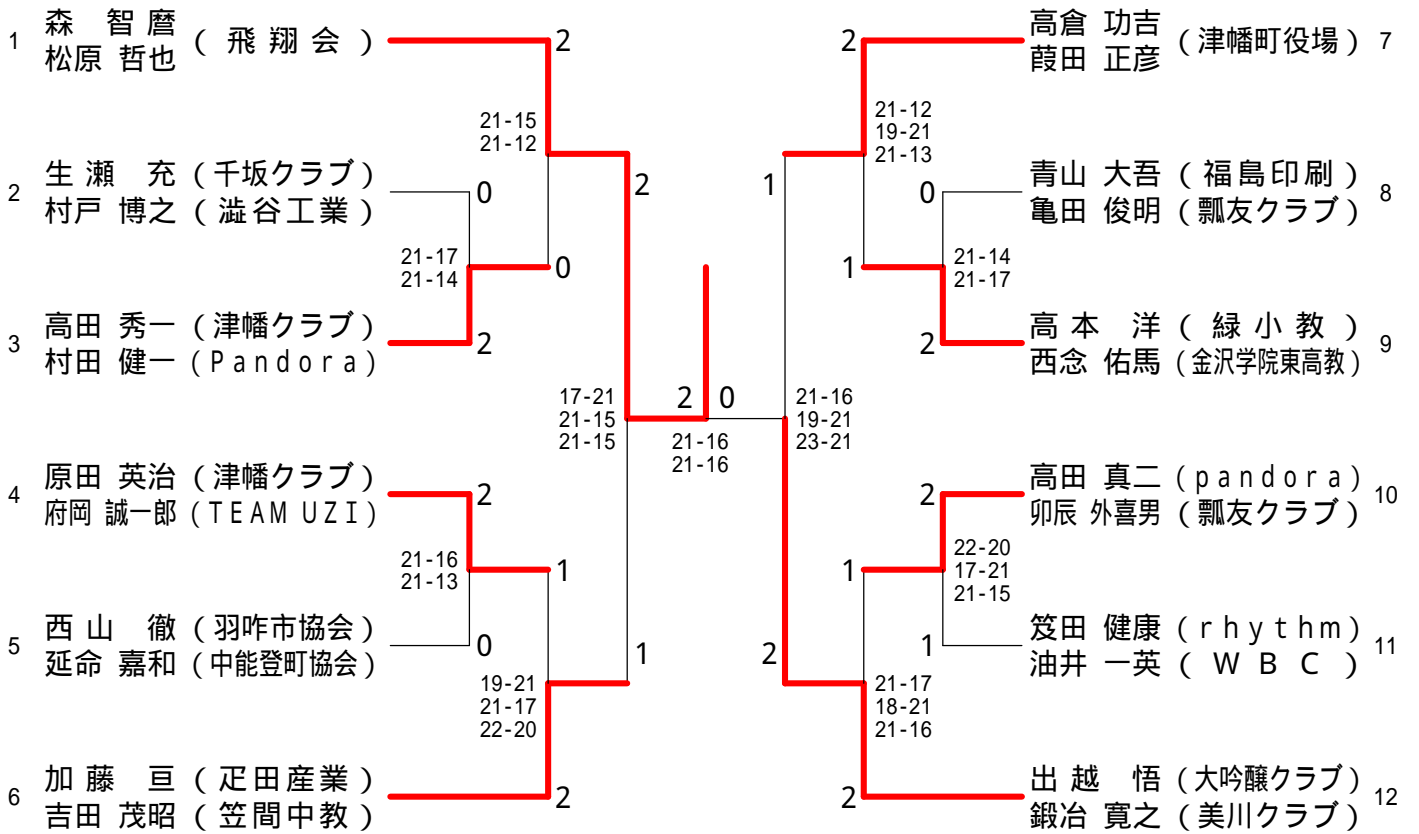 1 森 智麿 (飛翔会)
松原 哲也
2
21-15
21-12
2 生瀬 充 (千坂クラブ)
村戸 博之 (澁谷工業)
0
2
21-17
21-14
0
3 高田 秀一 (津幡クラブ)
村田 健一 (Pandora)
2
17-21
21-15
21-15
2 0
21-16
21-16
4 原田 英治 (津幡クラブ)
府岡 誠一郎 (TEAM UZI)
2
21-16
21-13
1
5 西山 徹 (羽咋市協会)
延命 嘉和 (中能登町協会)
0
1
19-21
21-17
22-20
6 加藤 亘 (疋田産業)
吉田 茂昭 (笠間中教)
2
2
高倉 功吉 (津幡町役場) 7
葭田 正彦
21-12
19-21
21-13
1
0
青山 大吾 (福島印刷) 8
亀田 俊明 (瓢友クラブ)
1
21-14
21-17
2
高本 洋 (緑小教) 9
西念 佑馬 (金沢学院東高教)
21-16
19-21
23-21
2
高田 真二 (pandora) 10
卯辰 外喜男 (瓢友クラブ)
1
22-20
17-21
21-15
2
1
笈田 健康 (rhythm) 11
油井 一英 (WBC)
21-17
18-21
21-16
2
出越 悟 (大吟醸クラブ) 12
鍛冶 寛之 (美川クラブ)